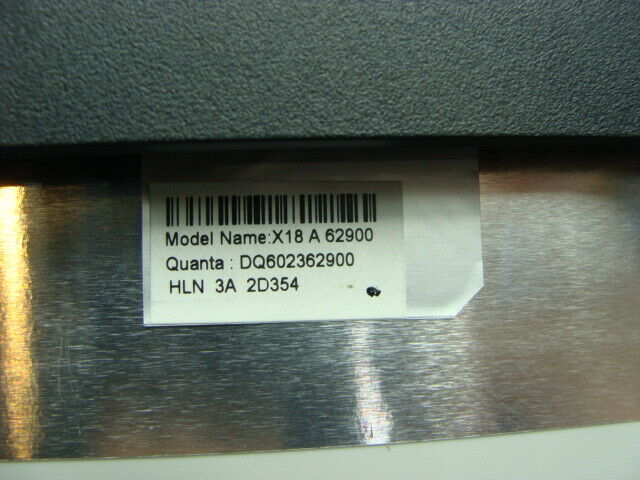 Model Name:X18 A 62900
Quanta : DQ602362900
HLN 3A 2D354